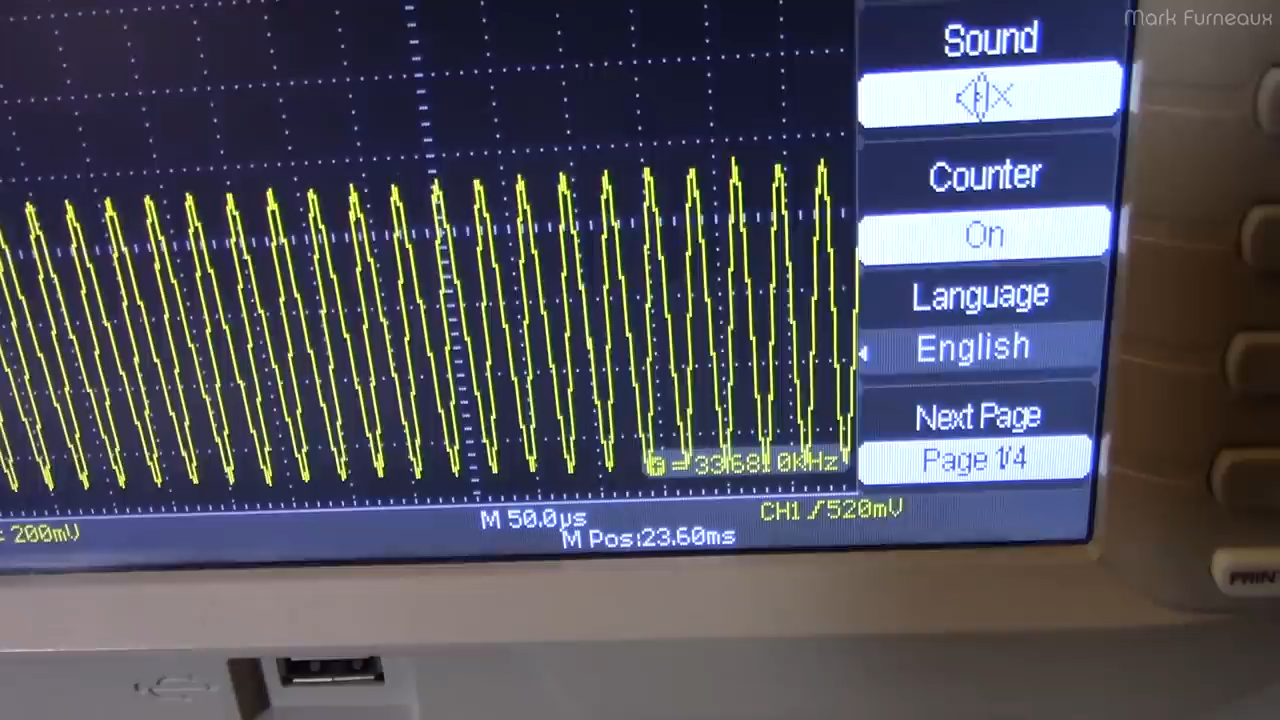 Mark Furneaux
Sound
Counter
On
Language
English
Next Page
Page 1/4
200mV
M 50.0µs
CH1 /520mV
M Pos:23.60ms